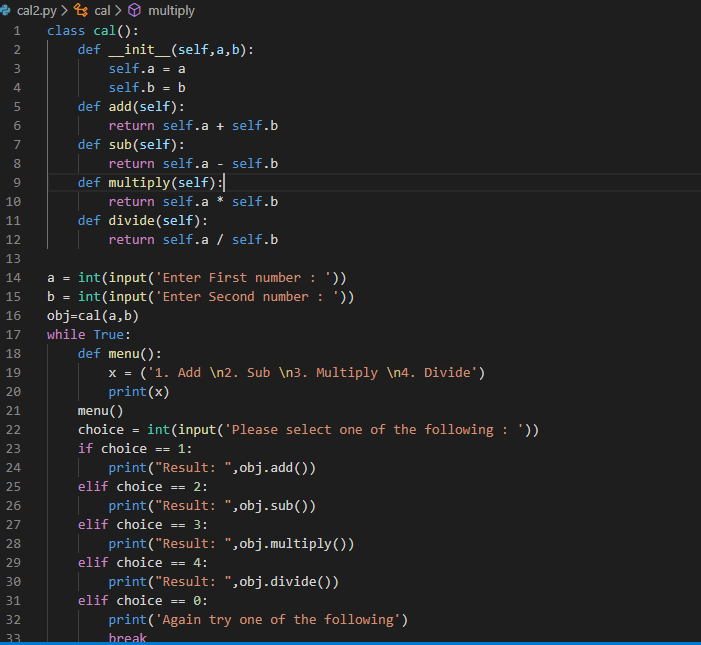 cal2.py > cal > multiply
1 class cal():
2     def __init__(self,a,b):
3         self.a = a
4         self.b = b
5     def add(self):
6         return self.a + self.b
7     def sub(self):
8         return self.a - self.b
9     def multiply(self):
10         return self.a * self.b
11     def divide(self):
12         return self.a / self.b
13
14 a = int(input('Enter First number : '))
15 b = int(input('Enter Second number : '))
16 obj=cal(a,b)
17 while True:
18     def menu():
19         x = ('1. Add \n2. Sub \n3. Multiply \n4. Divide')
20         print(x)
21     menu()
22     choice = int(input('Please select one of the following : '))
23     if choice == 1:
24         print("Result: ",obj.add())
25     elif choice == 2:
26         print("Result: ",obj.sub())
27     elif choice == 3:
28         print("Result: ",obj.multiply())
29     elif choice == 4:
30         print("Result: ",obj.divide())
31     elif choice == 0:
32         print('Again try one of the following')
33         break